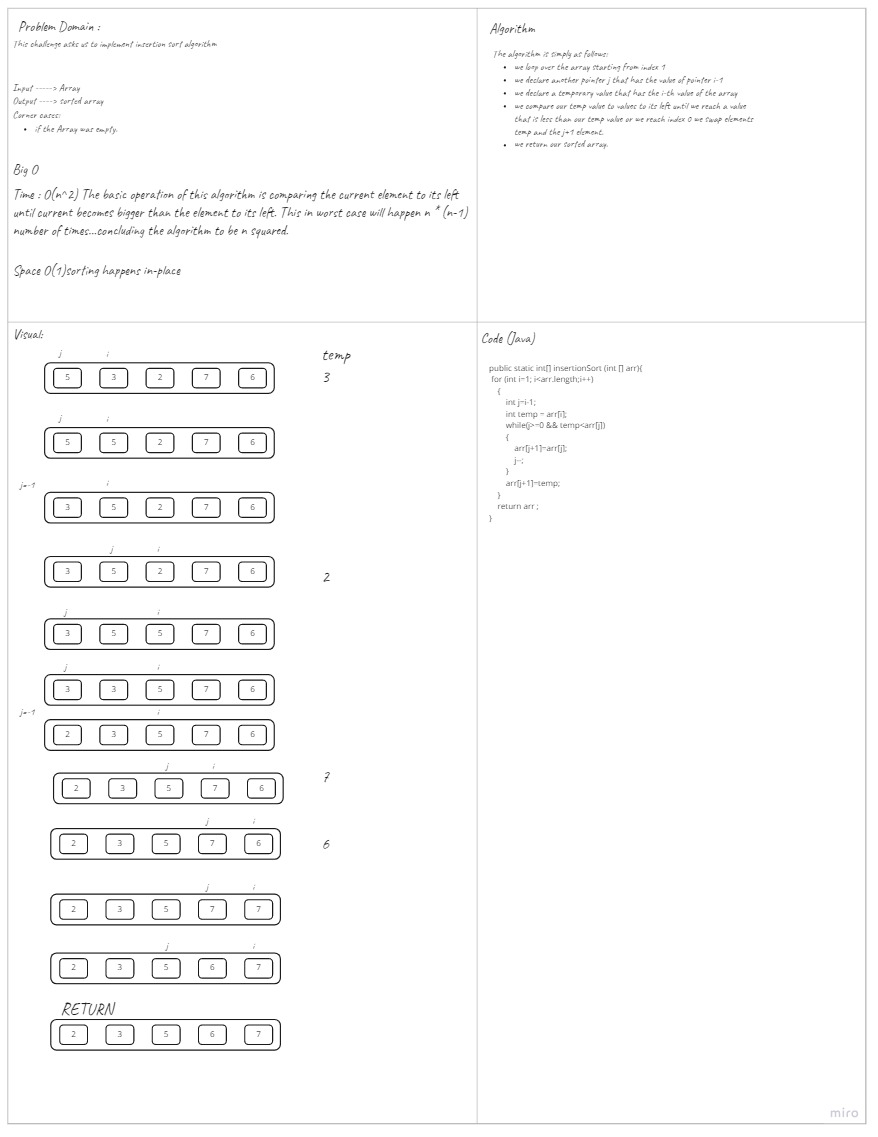 Problem Domain :
This challenge asks us to implement insertion sort algorithm
Input -----> Array
Output ----> sorted array
Corner cases:
• if the Array was empty.
Big O
Time : O(n^2) The basic operation of this algorithm is comparing the current element to its left
until current becomes bigger than the element to its left. This in worst case will happen n * (n-1)
number of times...concluding the algorithm to be n squared.
Space O(1)sorting happens in-place
Algorithm
The algorithm is simply as follows:
• we loop over the array starting from index 1
• we declare another pointer j that has the value of pointer i-1
• we declare a temporary value that has the i-th value of the array
• we compare our temp value to values to its left until we reach a value
that is less than our temp value or we reach index 0 we swap elements
temp and the j+1 element.
• we return our sorted array.
Visual:
j i temp
5 3 2 7 6 3
j i
5 5 2 7 6
j=-1 i
3 5 2 7 6
j i
3 5 2 7 6 2
j i
3 5 5 7 6
j i
3 3 5 7 6
j=-1 i
2 3 5 7 6
j i
2 3 5 7 6 7
j i
2 3 5 7 6 6
j i
2 3 5 7 7
j i
2 3 5 6 7
RETURN
2 3 5 6 7
Code (Java)
public static int[] insertionSort (int [] arr){
for (int i=1; i<arr.length;i++)
{
int j=i-1;
int temp = arr[i];
while(j>=0 && temp<arr[j])
{
arr[j+1]=arr[j];
j--;
}
arr[j+1]=temp;
}
return arr ;
}
miro